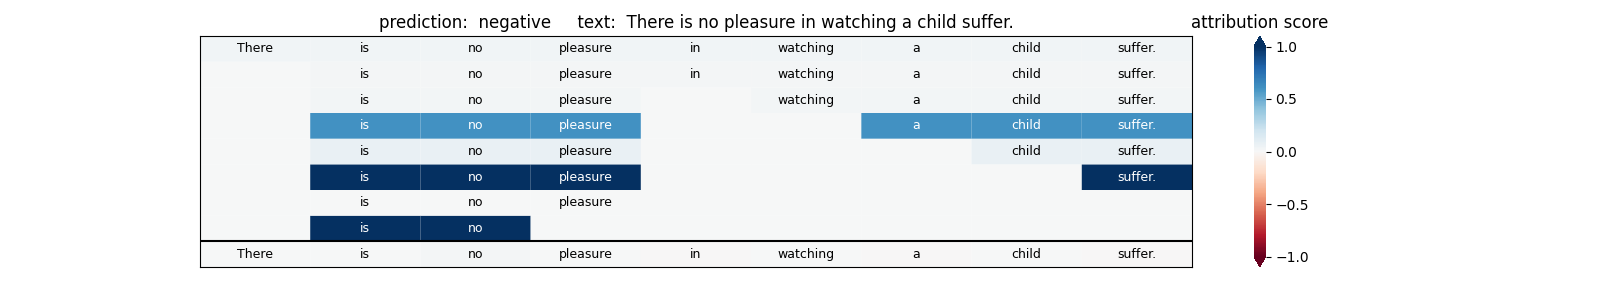 prediction: negative text: There is no pleasure in watching a child suffer. attribution score
There is no pleasure in watching a child suffer. 1.0
is no pleasure in watching a child suffer.
is no pleasure watching a child suffer. 0.5
is no pleasure a child suffer.
is no pleasure child suffer. 0.0
is no pleasure suffer.
is no pleasure −0.5
is no
There is no pleasure in watching a child suffer. −1.0